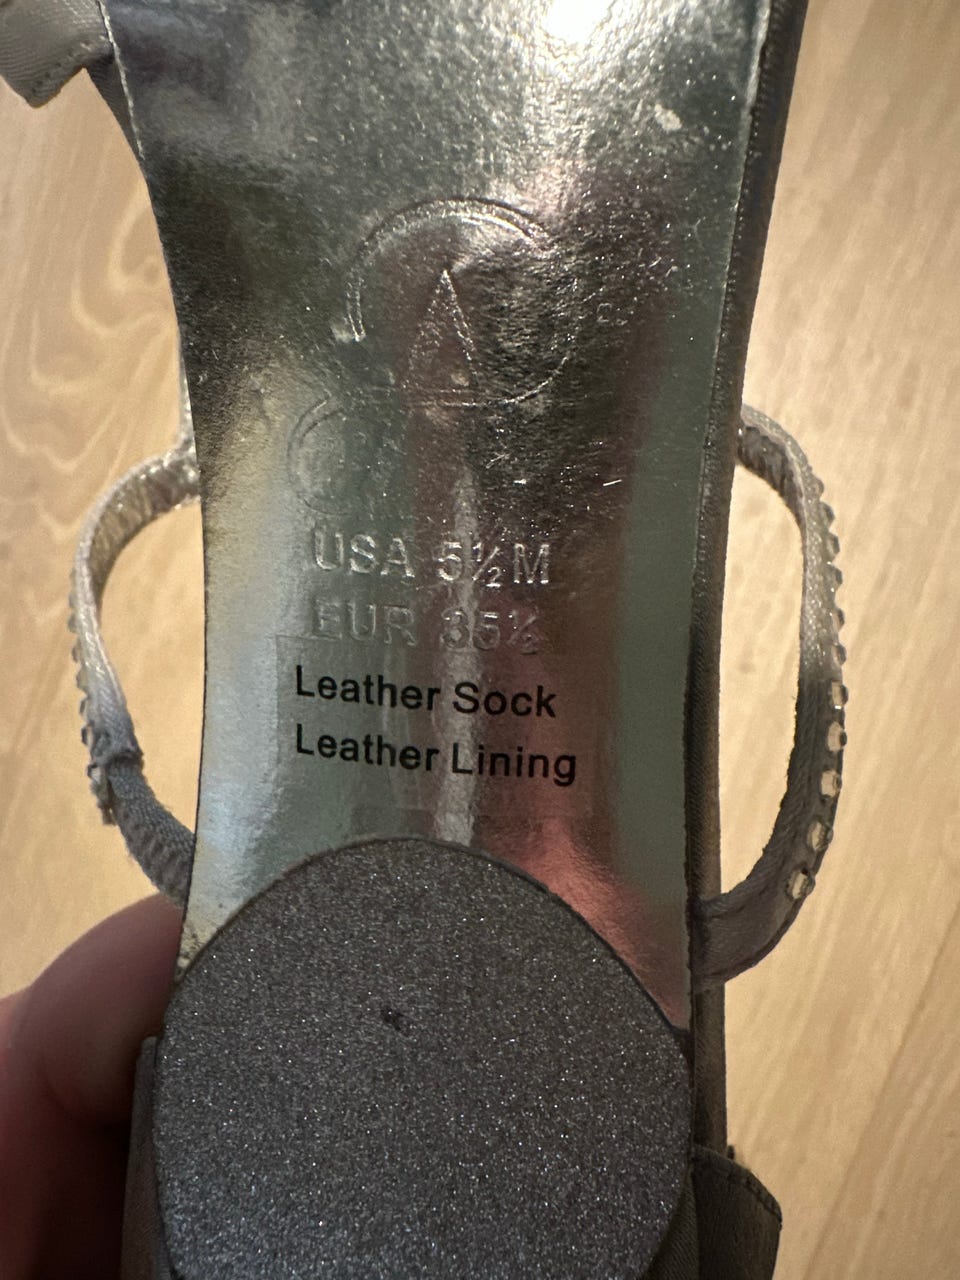 USA 5½ M
EUR 35½
Leather Sock
Leather Lining